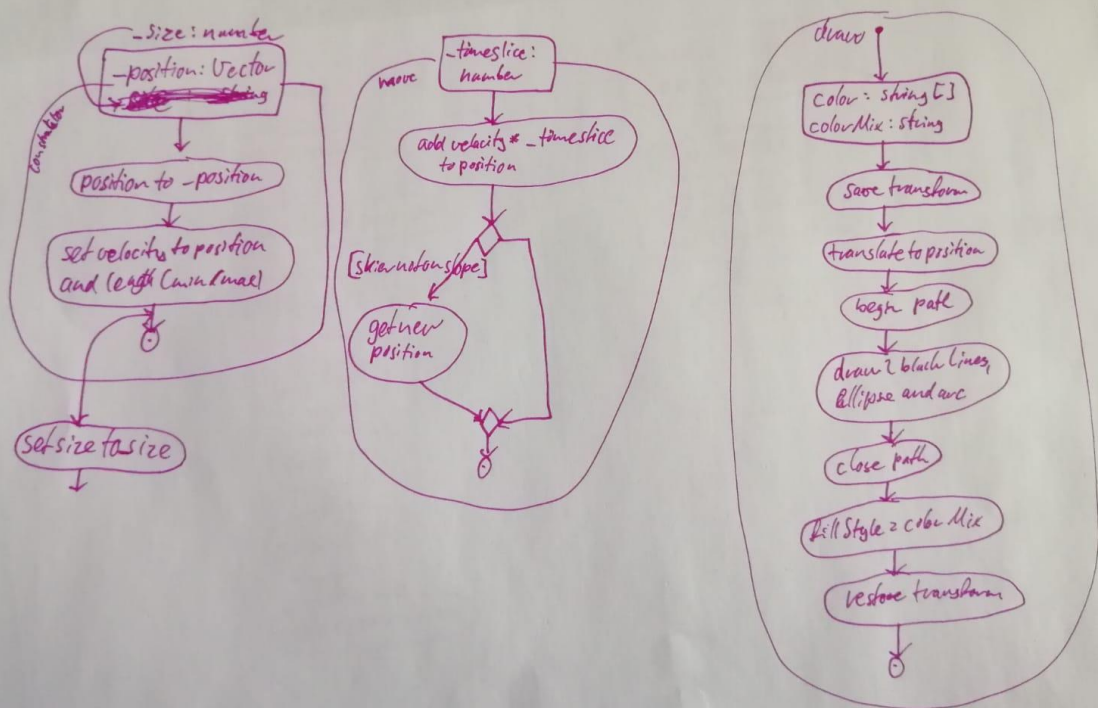 _size: number
_position: Vector
constructor
position to _position
set velocity to position
and length (min/max)
set size to size
_timeslice:
number
move
add velocity * _timeslice
to position
[skier not on slope]
get new
position
draw
color: string[]
colorMix: string
save transform
translate to position
begin path
draw 2 black lines,
Ellipse and arc
close path
fillStyle = color Mix
restore transform